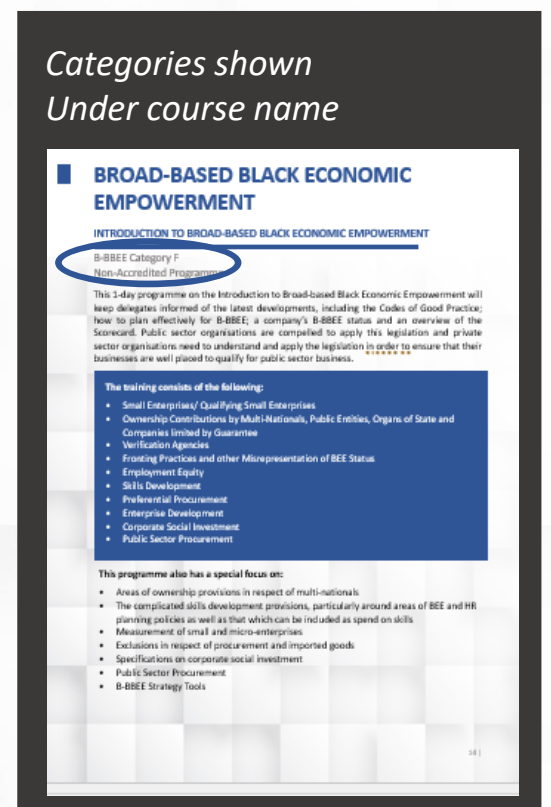 Categories shown
Under course name
BROAD-BASED BLACK ECONOMIC
EMPOWERMENT
INTRODUCTION TO BROAD-BASED BLACK ECONOMIC EMPOWERMENT
B-BBEE Category F
Non-Accredited Programme
This 1-day programme on the Introduction to Broad-based Black Economic Empowerment will
keep delegates informed of the latest developments, including the Codes of Good Practice;
how to plan effectively for B-BBEE; a company's B-BBEE status and an overview of the
Scorecard. Public sector organisations are compelled to apply this legislation and private
sector organisations need to understand and apply the legislation in order to ensure that their
businesses are well placed to qualify for public sector business.
The training consists of the following:
• Small Enterprises/ Qualifying Small Enterprises
• Ownership Contributions by Multi-Nationals, Public Entities, Organs of State and
Companies limited by Guarantee
• Verification Agencies
• Fronting Practices and other Misrepresentation of BEE Status
• Employment Equity
• Skills Development
• Preferential Procurement
• Enterprise Development
• Corporate Social Investment
• Public Sector Procurement
This programme also has a special focus on:
• Areas of ownership provisions in respect of multi-nationals
• The complicated skills development provisions, particularly around areas of BEE and HR
planning policies as well as that which can be included as spend on skills
• Measurement of small and micro-enterprises
• Exclusions in respect of procurement and imported goods
• Specifications on corporate social investment
• Public Sector Procurement
• B-BBEE Strategy Tools